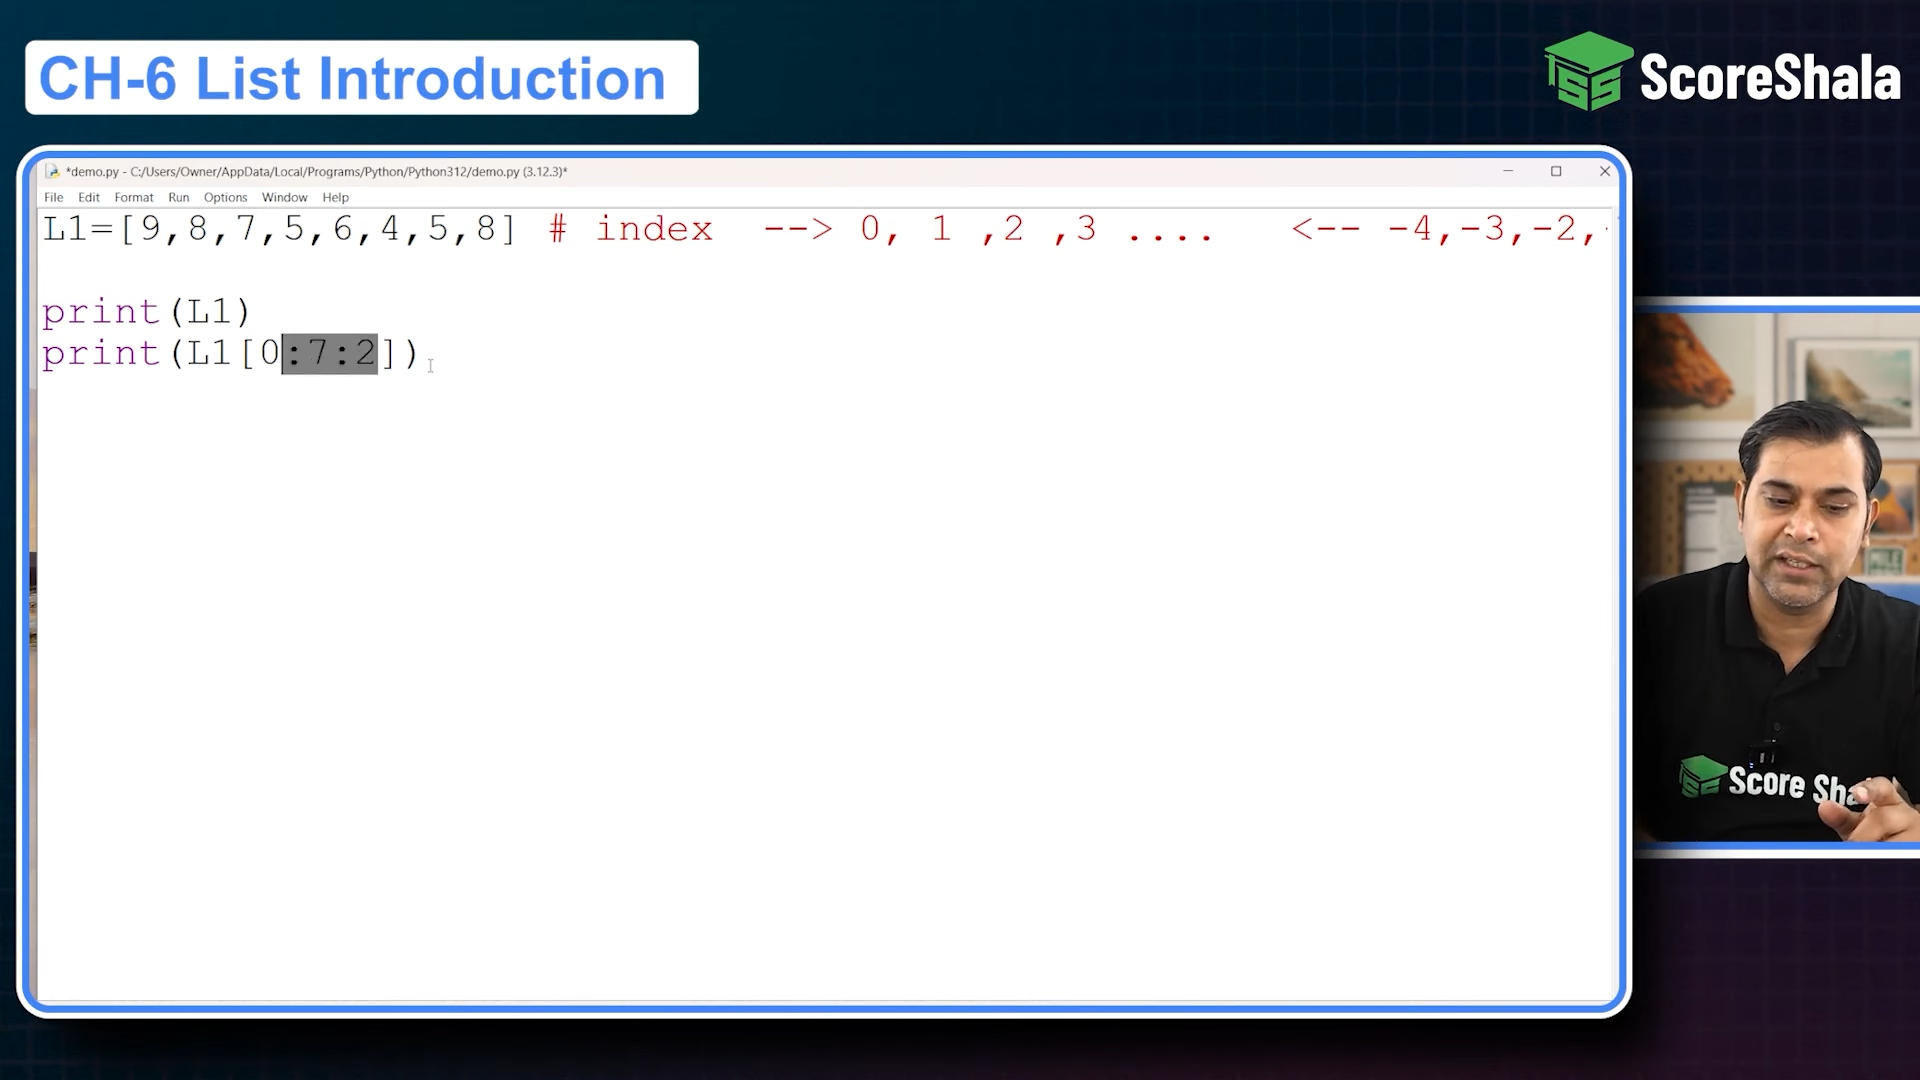 CH-6 List Introduction
ScoreShala
*demo.py - C:/Users/Owner/AppData/Local/Programs/Python/Python312/demo.py (3.12.3)*
File Edit Format Run Options Window Help
L1=[9,8,7,5,6,4,5,8] # index --> 0, 1 ,2 ,3 .... <-- -4,-3,-2,
print(L1)
print(L1[0:7:2])
Score Sha